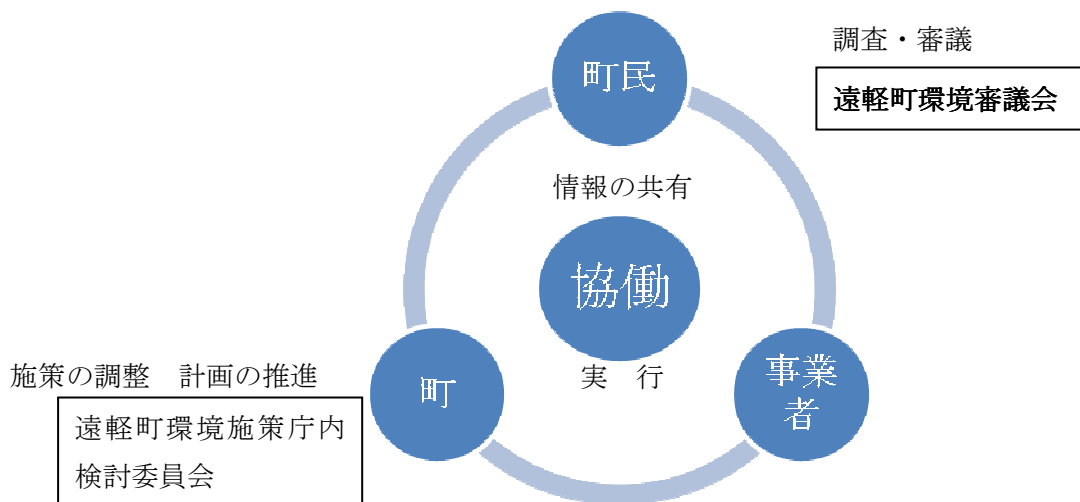 調査・審議
町民
遠軽町環境審議会
情報の共有
協働
施策の調整　計画の推進
町
実　行
事業
者
遠軽町環境施策庁内
検討委員会